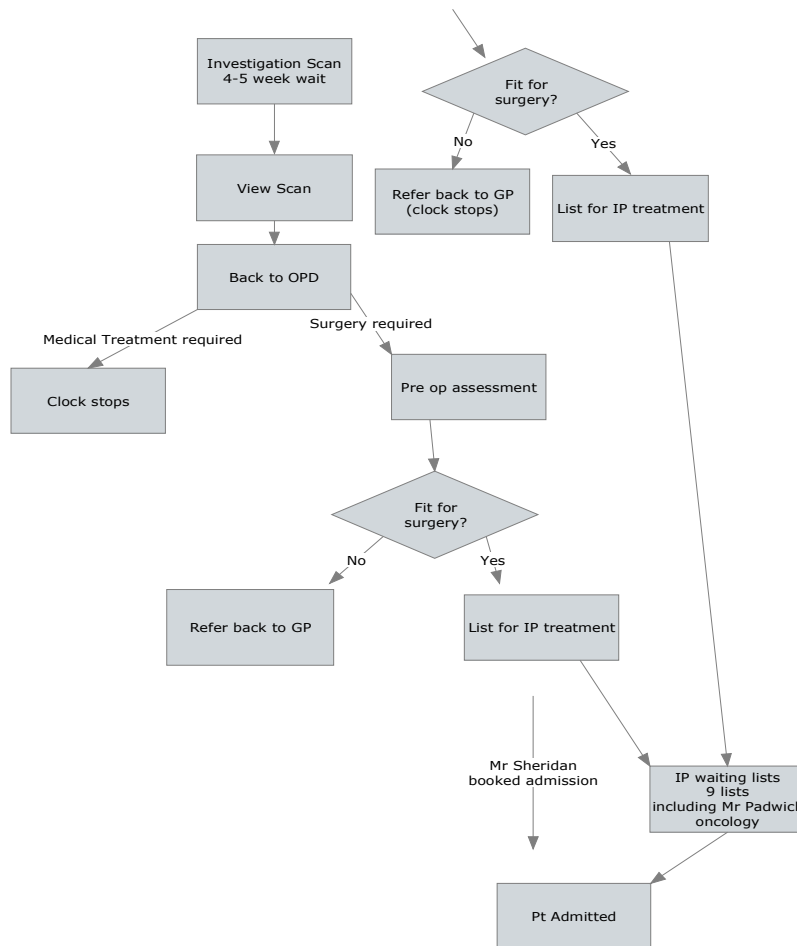 Investigation Scan
4-5 week wait
Fit for
surgery?
No
Yes
View Scan
Refer back to GP
(clock stops)
List for IP treatment
Back to OPD
Surgery required
Medical Treatment required
Pre op assessment
Clock stops
Fit for
surgery?
No
Yes
Refer back to GP
List for IP treatment
Mr Sheridan
booked admission
IP waiting lists
9 lists
including Mr Padwick
oncology
Pt Admitted